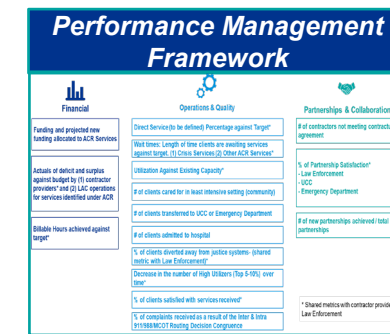 Performance Management
Framework
Financial
Funding and projected new
funding allocated to ACR Services
Actuals of deficit and surplus
against budget by (1) contractor
providers* and (2) LAC operations
for services identified under ACR
Billable Hours achieved against
target*
Operations & Quality
Direct Service (to be defined) Percentage against Target*
Wait times: Length of time clients are awaiting services
against target. (1) Crisis Services (2) Other ACR Services*
Utilization Against Existing Capacity*
# of clients cared for in least intensive setting (community)
# of clients transferred to UCC or Emergency Department
# of clients admitted to hospital
% of clients diverted away from justice systems- (shared
metric with Law Enforcement)*
Decrease in the number of High Utilizers (Top 5-10%) over
time*
% of clients satisfied with services received*
% of complaints received as a result of the Inter & Intra
911/988/MCOT Routing Decision Congruence
Partnerships & Collaboration
# of contractors not meeting contractu
agreement
% of Partnership Satisfaction*
- Law Enforcement
- UCC
- Emergency Department
# of new partnerships achieved / total
partnerships
* Shared metrics with contractor provide
Law Enforcement